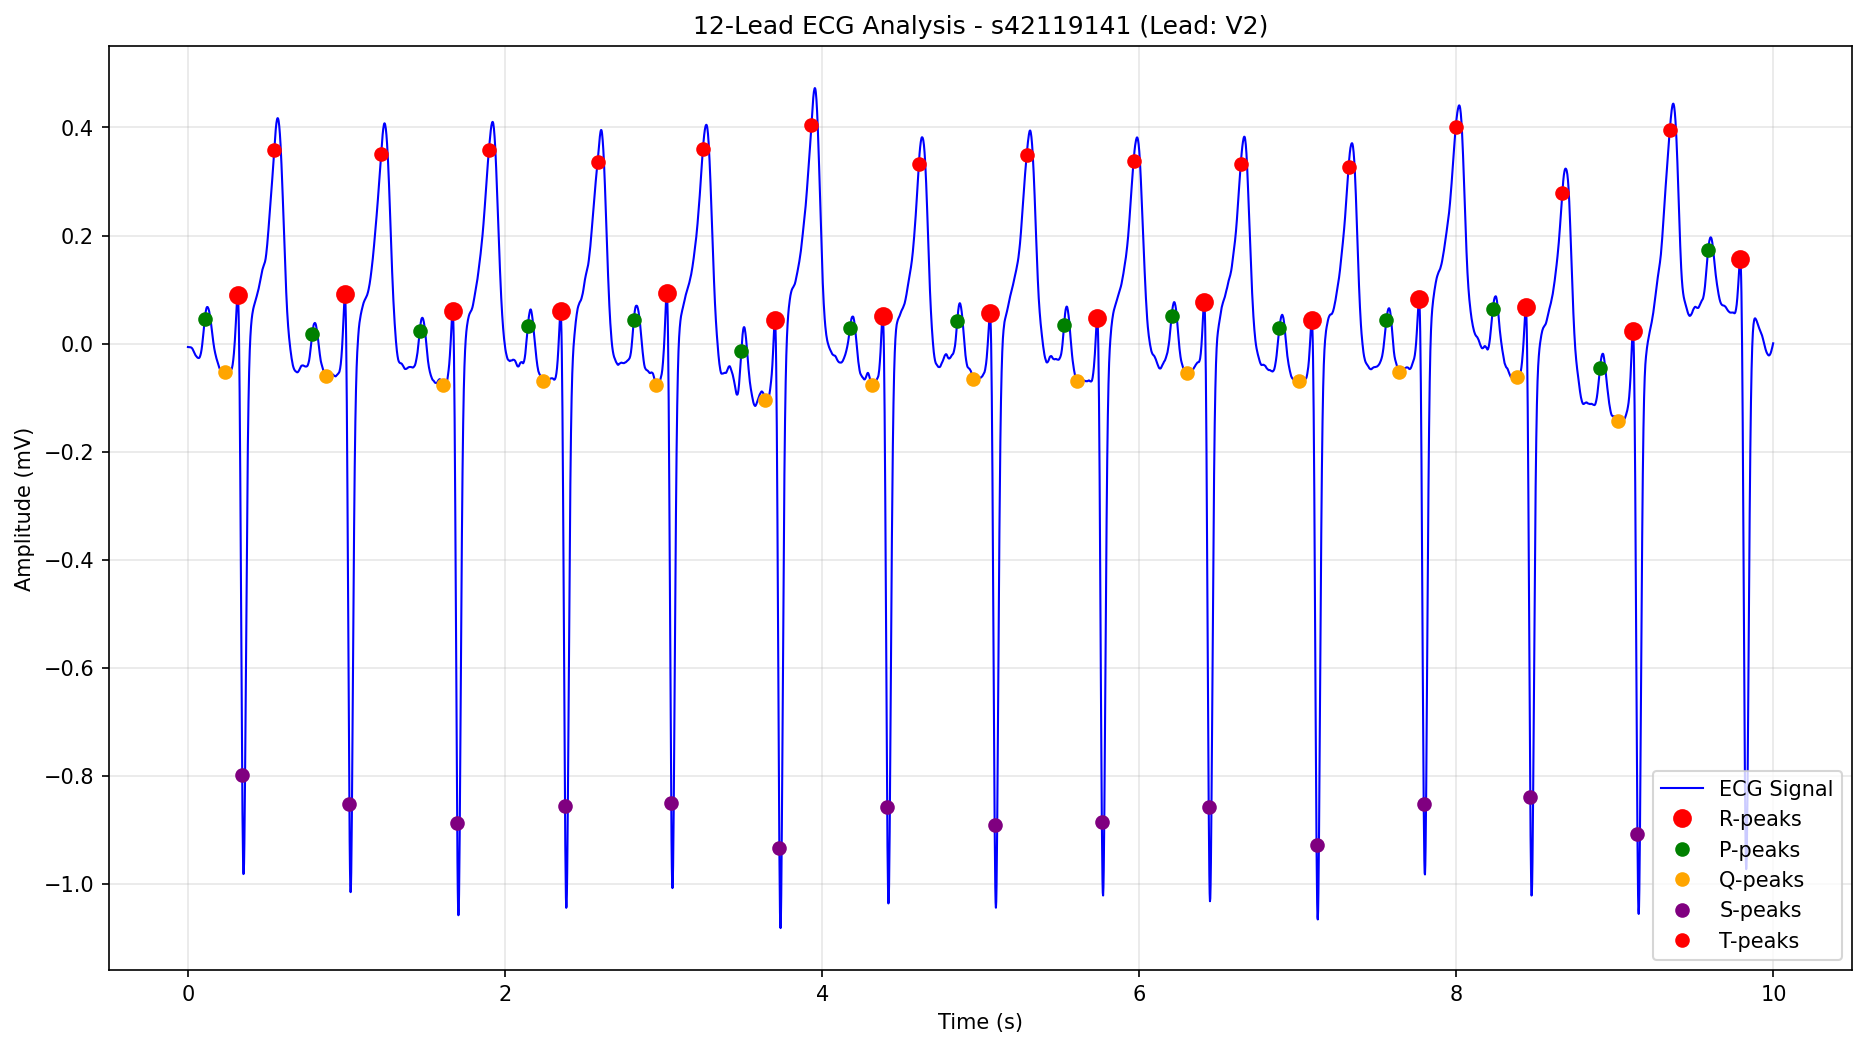 12-Lead ECG Analysis - s42119141 (Lead: V2)
Amplitude (mV)
0.4
0.2
0.0
−0.2
−0.4
−0.6
−0.8
−1.0
ECG Signal
R-peaks
P-peaks
Q-peaks
S-peaks
T-peaks
0 2 4 6 8 10
Time (s)